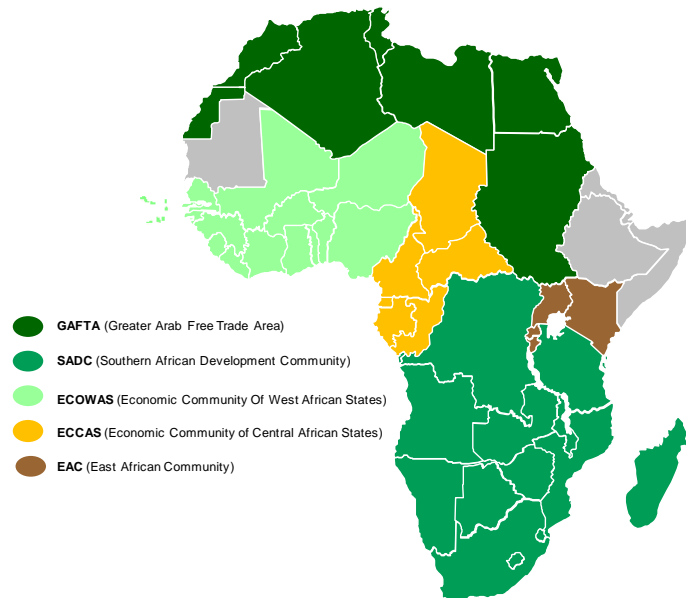 GAFTA (Greater Arab Free Trade Area)
SADC (Southern African Development Community)
ECOWAS (Economic Community Of West African States)
ECCAS (Economic Community of Central African States)
EAC (East African Community)